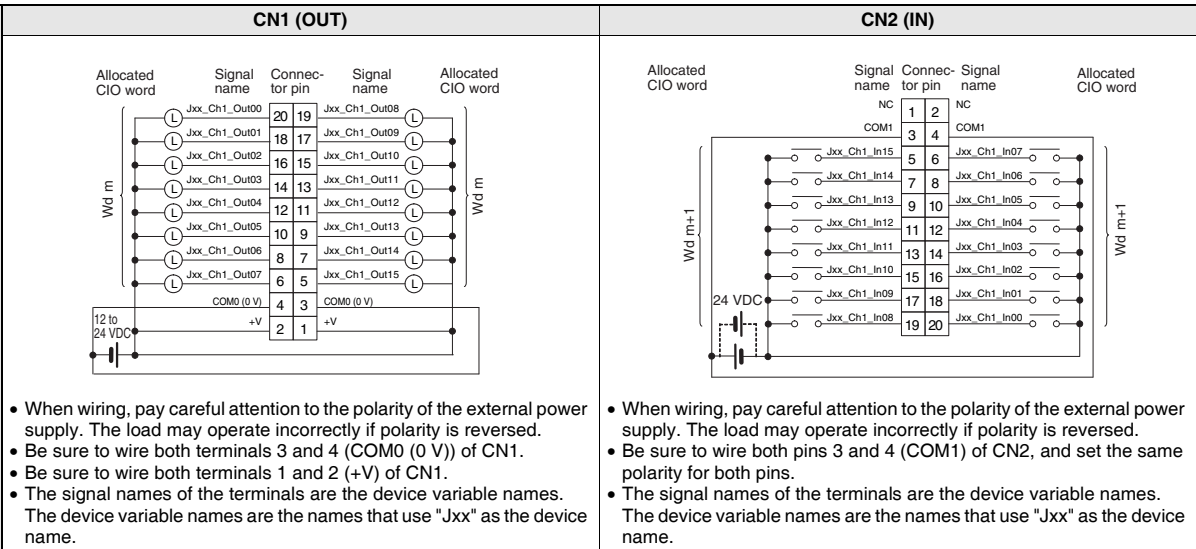 CN1 (OUT)
Allocated CIO word
Signal name
Connec-tor pin
Signal name
Allocated CIO word
Jxx_Ch1_Out00 20 19 Jxx_Ch1_Out08
L L
Jxx_Ch1_Out01 18 17 Jxx_Ch1_Out09
L L
Jxx_Ch1_Out02 16 15 Jxx_Ch1_Out10
L L
Jxx_Ch1_Out03 14 13 Jxx_Ch1_Out11
L L
Jxx_Ch1_Out04 12 11 Jxx_Ch1_Out12
L L
Jxx_Ch1_Out05 10 9 Jxx_Ch1_Out13
L L
Jxx_Ch1_Out06 8 7 Jxx_Ch1_Out14
L L
Jxx_Ch1_Out07 6 5 Jxx_Ch1_Out15
L L
COM0 (0 V) 4 3 COM0 (0 V)
+V 2 1 +V
Wd m
Wd m
12 to
24 VDC
• When wiring, pay careful attention to the polarity of the external power
supply. The load may operate incorrectly if polarity is reversed.
• Be sure to wire both terminals 3 and 4 (COM0 (0 V)) of CN1.
• Be sure to wire both terminals 1 and 2 (+V) of CN1.
• The signal names of the terminals are the device variable names.
The device variable names are the names that use "Jxx" as the device
name.
CN2 (IN)
Allocated CIO word
Signal name
Connec-tor pin
Signal name
Allocated CIO word
NC 1 2 NC
COM1 3 4 COM1
Jxx_Ch1_In15 5 6 Jxx_Ch1_In07
Jxx_Ch1_In14 7 8 Jxx_Ch1_In06
Jxx_Ch1_In13 9 10 Jxx_Ch1_In05
Jxx_Ch1_In12 11 12 Jxx_Ch1_In04
Jxx_Ch1_In11 13 14 Jxx_Ch1_In03
Jxx_Ch1_In10 15 16 Jxx_Ch1_In02
Jxx_Ch1_In09 17 18 Jxx_Ch1_In01
Jxx_Ch1_In08 19 20 Jxx_Ch1_In00
Wd m+1
Wd m+1
24 VDC
• When wiring, pay careful attention to the polarity of the external power
supply. The load may operate incorrectly if polarity is reversed.
• Be sure to wire both pins 3 and 4 (COM1) of CN2, and set the same
polarity for both pins.
• The signal names of the terminals are the device variable names.
The device variable names are the names that use "Jxx" as the device
name.